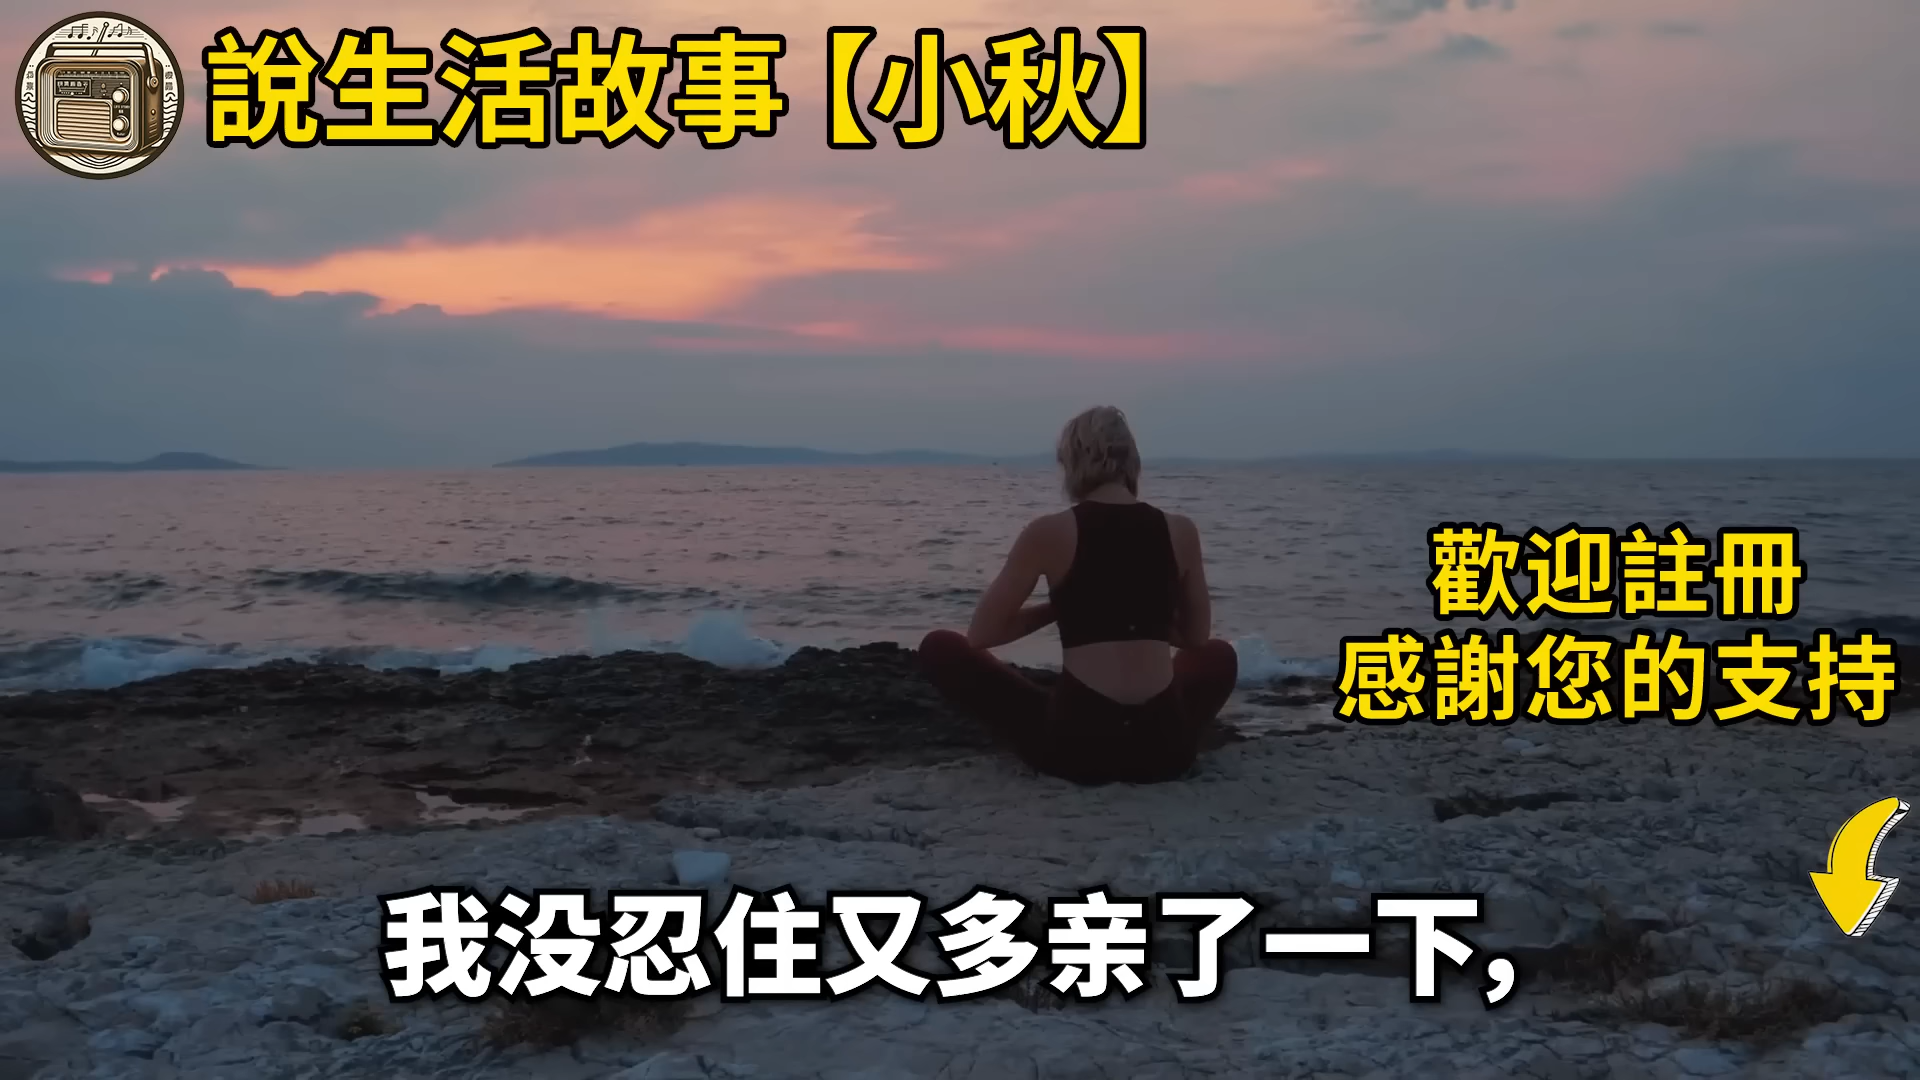 說生活故事【小秋】
歡迎註冊
感謝您的支持
我没忍住又多亲了一下,